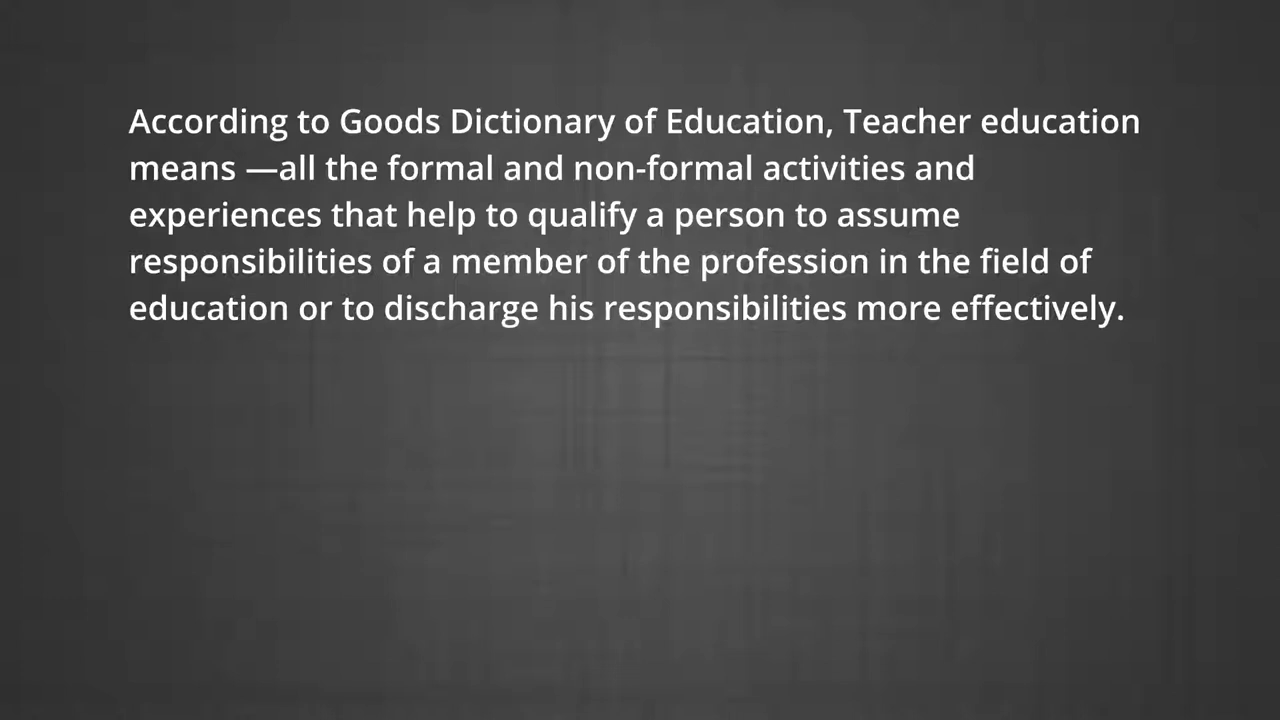 According to Goods Dictionary of Education, Teacher education
means —all the formal and non-formal activities and
experiences that help to qualify a person to assume
responsibilities of a member of the profession in the field of
education or to discharge his responsibilities more effectively.